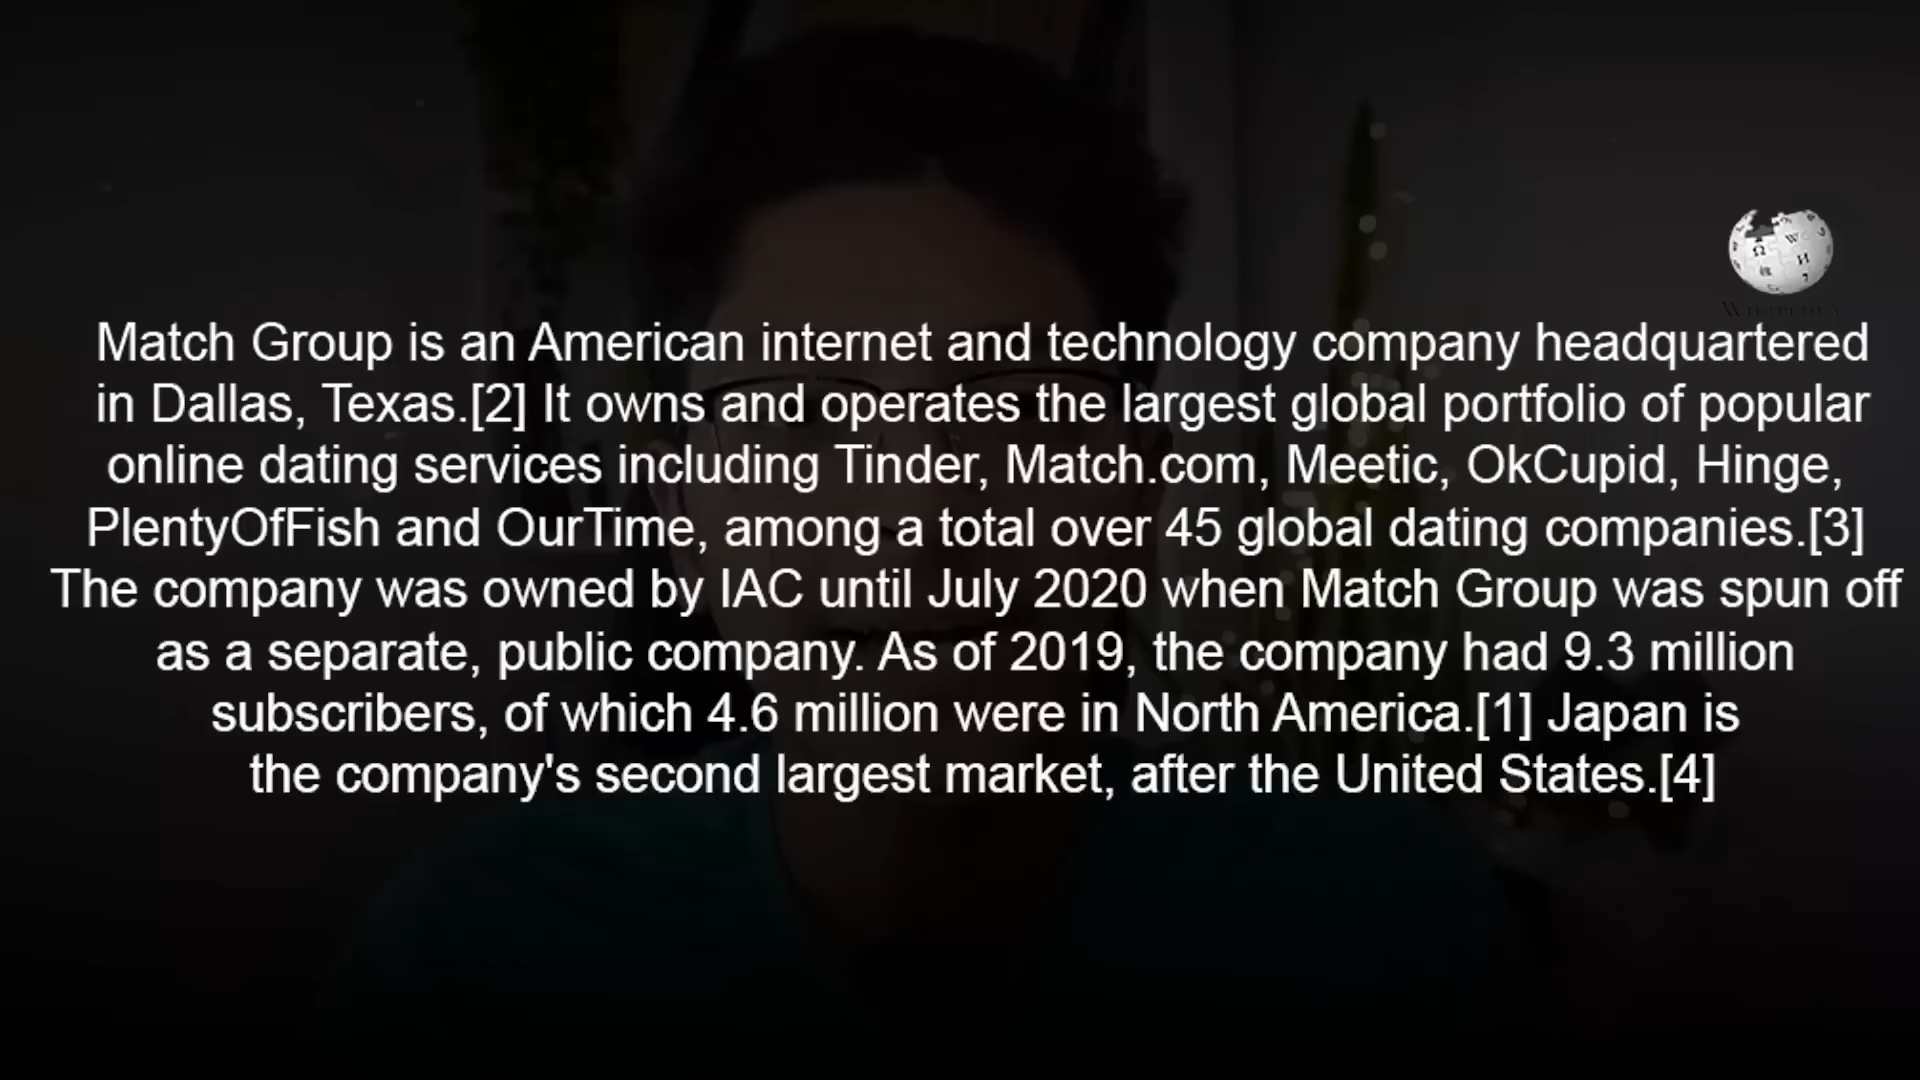 WIKIPEDIA
Match Group is an American internet and technology company headquartered
in Dallas, Texas.[2] It owns and operates the largest global portfolio of popular
online dating services including Tinder, Match.com, Meetic, OkCupid, Hinge,
PlentyOfFish and OurTime, among a total over 45 global dating companies.[3]
The company was owned by IAC until July 2020 when Match Group was spun off
as a separate, public company. As of 2019, the company had 9.3 million
subscribers, of which 4.6 million were in North America.[1] Japan is
the company's second largest market, after the United States.[4]